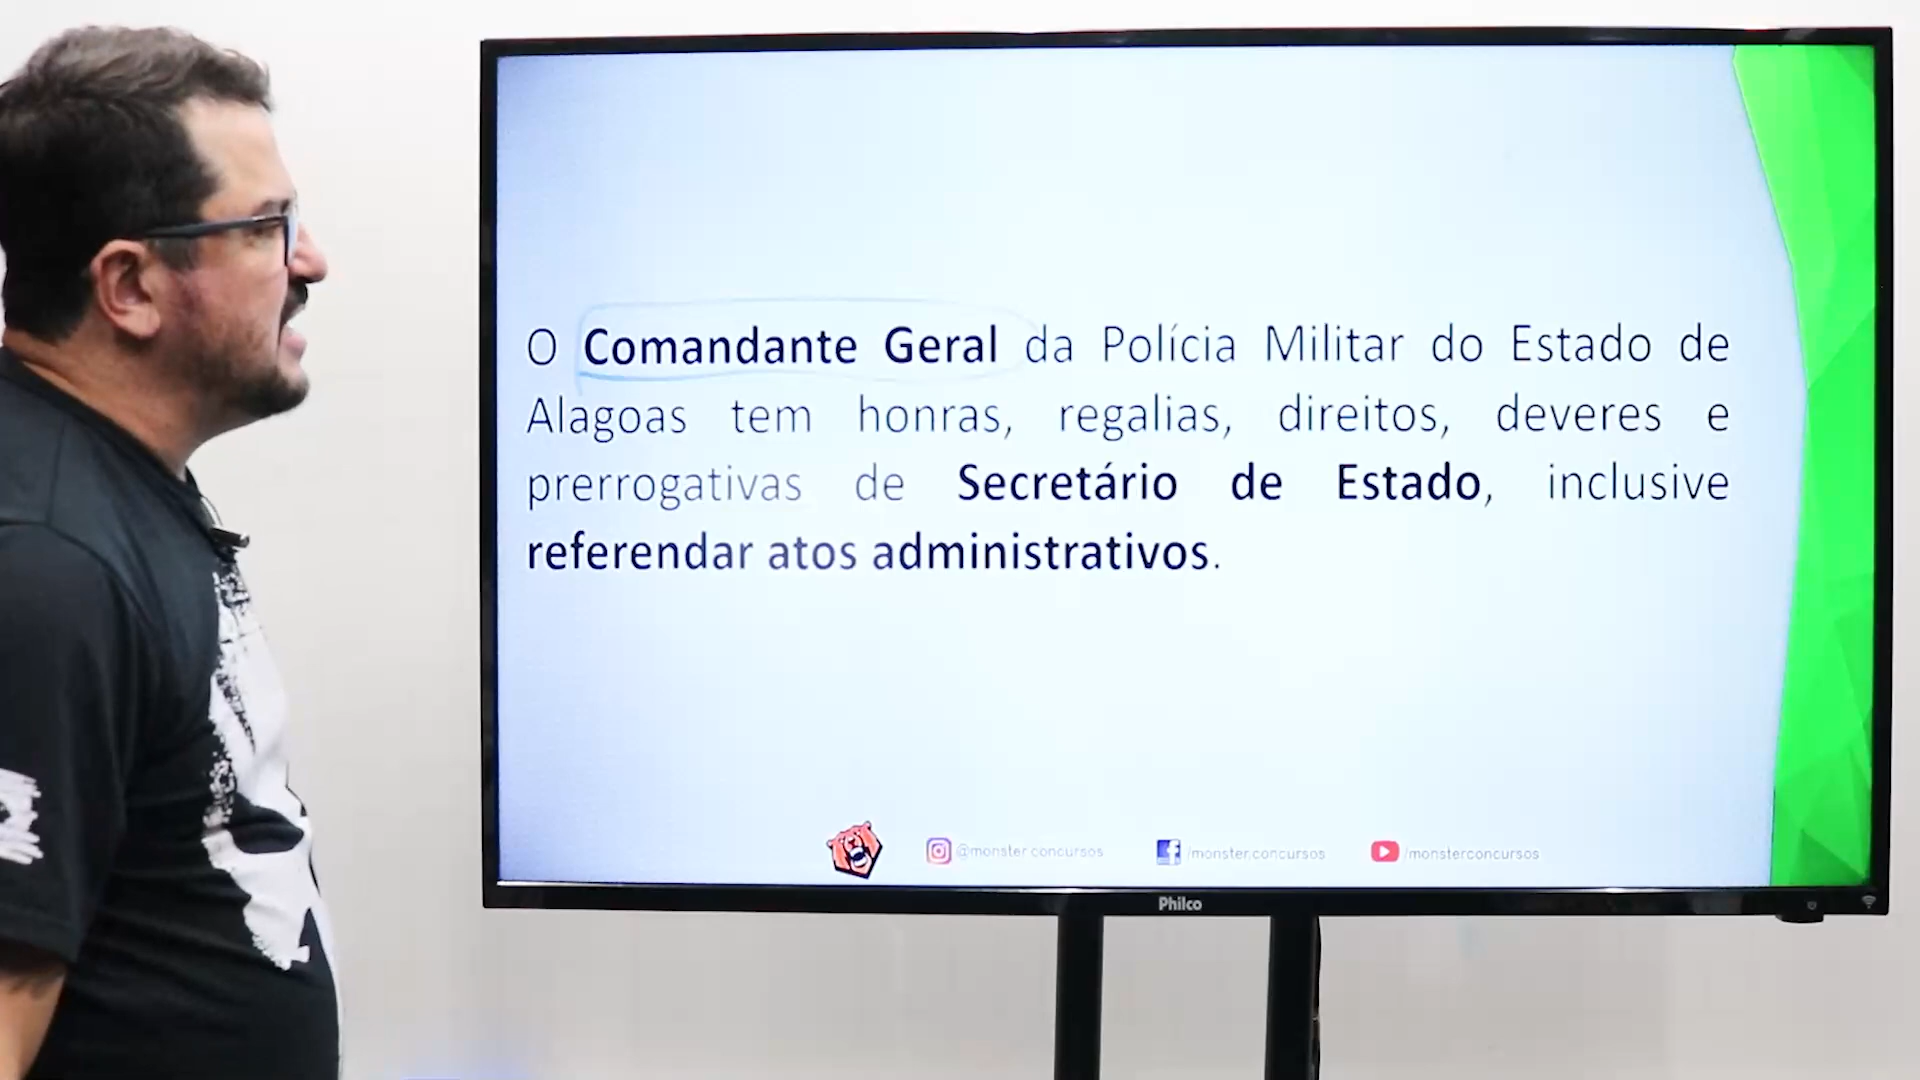 O Comandante Geral da Polícia Militar do Estado de
Alagoas tem honras, regalias, direitos, deveres e
prerrogativas de Secretário de Estado, inclusive
referendar atos administrativos.
@monster.concursos /monster.concursos /monsterconcursos
Philco